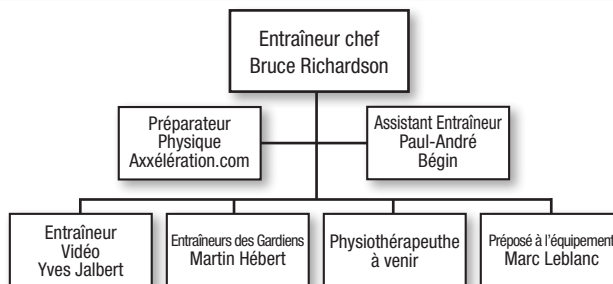 Entraîneur chef
Bruce Richardson
Préparateur
Physique
Axxélération.com
Assistant Entraîneur
Paul-André
Bégin
Entraîneur
Vidéo
Yves Jalbert
Entraîneurs des Gardiens
Martin Hébert
Physiothérapeuthe
à venir
Préposé à l'équipement
Marc Leblanc